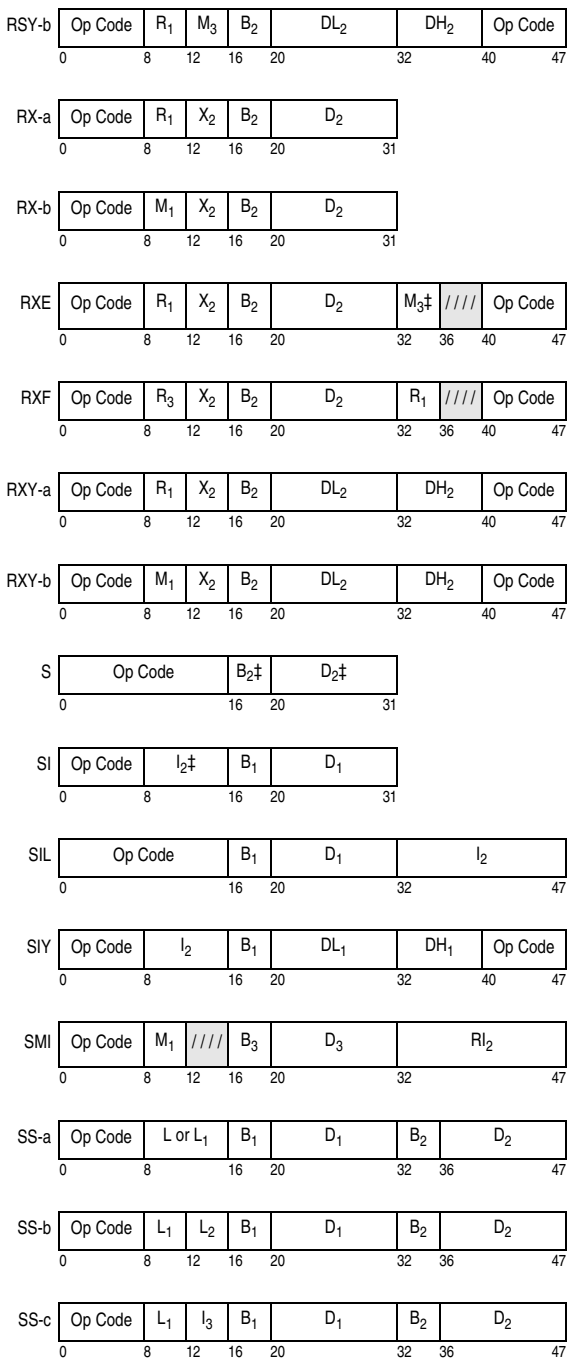 RSY-b Op Code R₁ M₃ B₂ DL₂ DH₂ Op Code
0 8 12 16 20 32 40 47
RX-a Op Code R₁ X₂ B₂ D₂
0 8 12 16 20 31
RX-b Op Code M₁ X₂ B₂ D₂
0 8 12 16 20 31
RXE Op Code R₁ X₂ B₂ D₂ M₃‡ //// Op Code
0 8 12 16 20 32 36 40 47
RXF Op Code R₃ X₂ B₂ D₂ R₁ //// Op Code
0 8 12 16 20 32 36 40 47
RXY-a Op Code R₁ X₂ B₂ DL₂ DH₂ Op Code
0 8 12 16 20 32 40 47
RXY-b Op Code M₁ X₂ B₂ DL₂ DH₂ Op Code
0 8 12 16 20 32 40 47
S Op Code B₂‡ D₂‡
0 16 20 31
SI Op Code I₂‡ B₁ D₁
0 8 16 20 31
SIL Op Code B₁ D₁ I₂
0 16 20 32 47
SIY Op Code I₂ B₁ DL₁ DH₁ Op Code
0 8 16 20 32 40 47
SMI Op Code M₁ //// B₃ D₃ RI₂
0 8 12 16 20 32 47
SS-a Op Code L or L₁ B₁ D₁ B₂ D₂
0 8 16 20 32 36 47
SS-b Op Code L₁ L₂ B₁ D₁ B₂ D₂
0 8 12 16 20 32 36 47
SS-c Op Code L₁ I₃ B₁ D₁ B₂ D₂
0 8 12 16 20 32 36 47